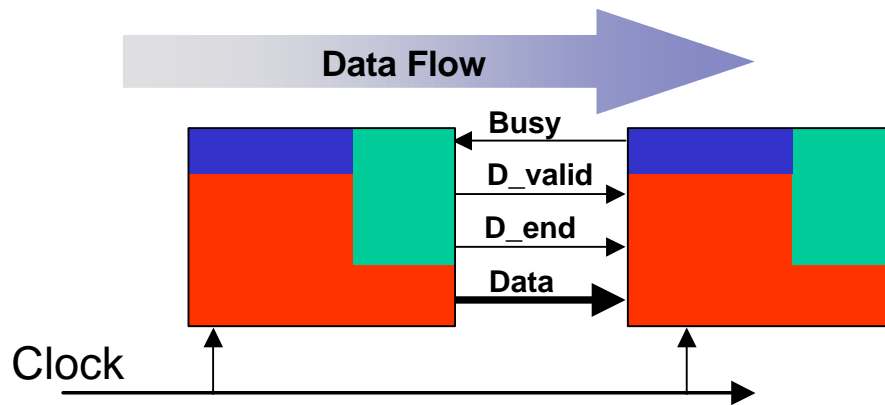 Data Flow
Busy
D_valid
D_end
Data
Clock